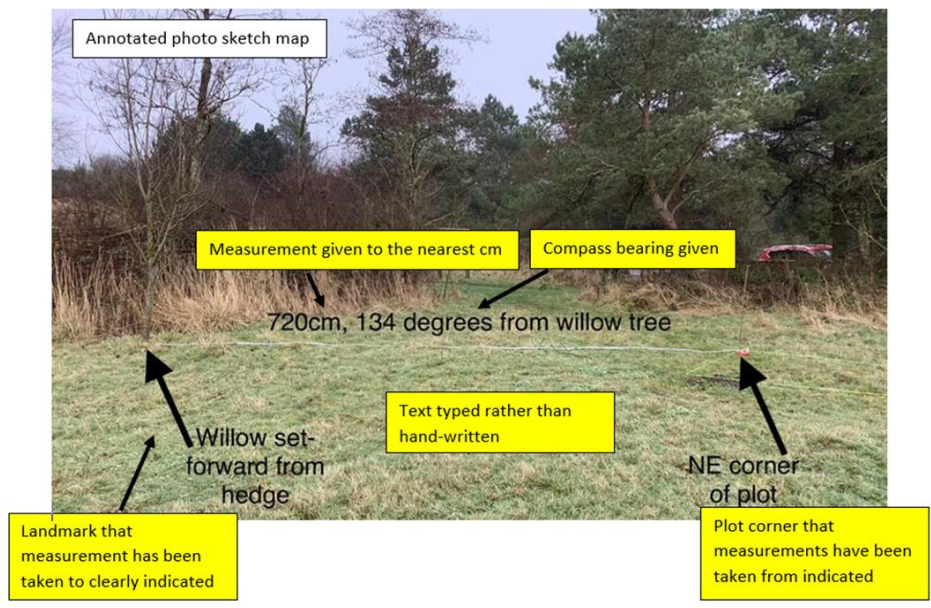 Annotated photo sketch map
Measurement given to the nearest cm
Compass bearing given
720cm, 134 degrees from willow tree
Text typed rather than
hand-written
Willow set-
forward from
hedge
NE corner
of plot
Landmark that
measurement has been
taken to clearly indicated
Plot corner that
measurements have been
taken from indicated